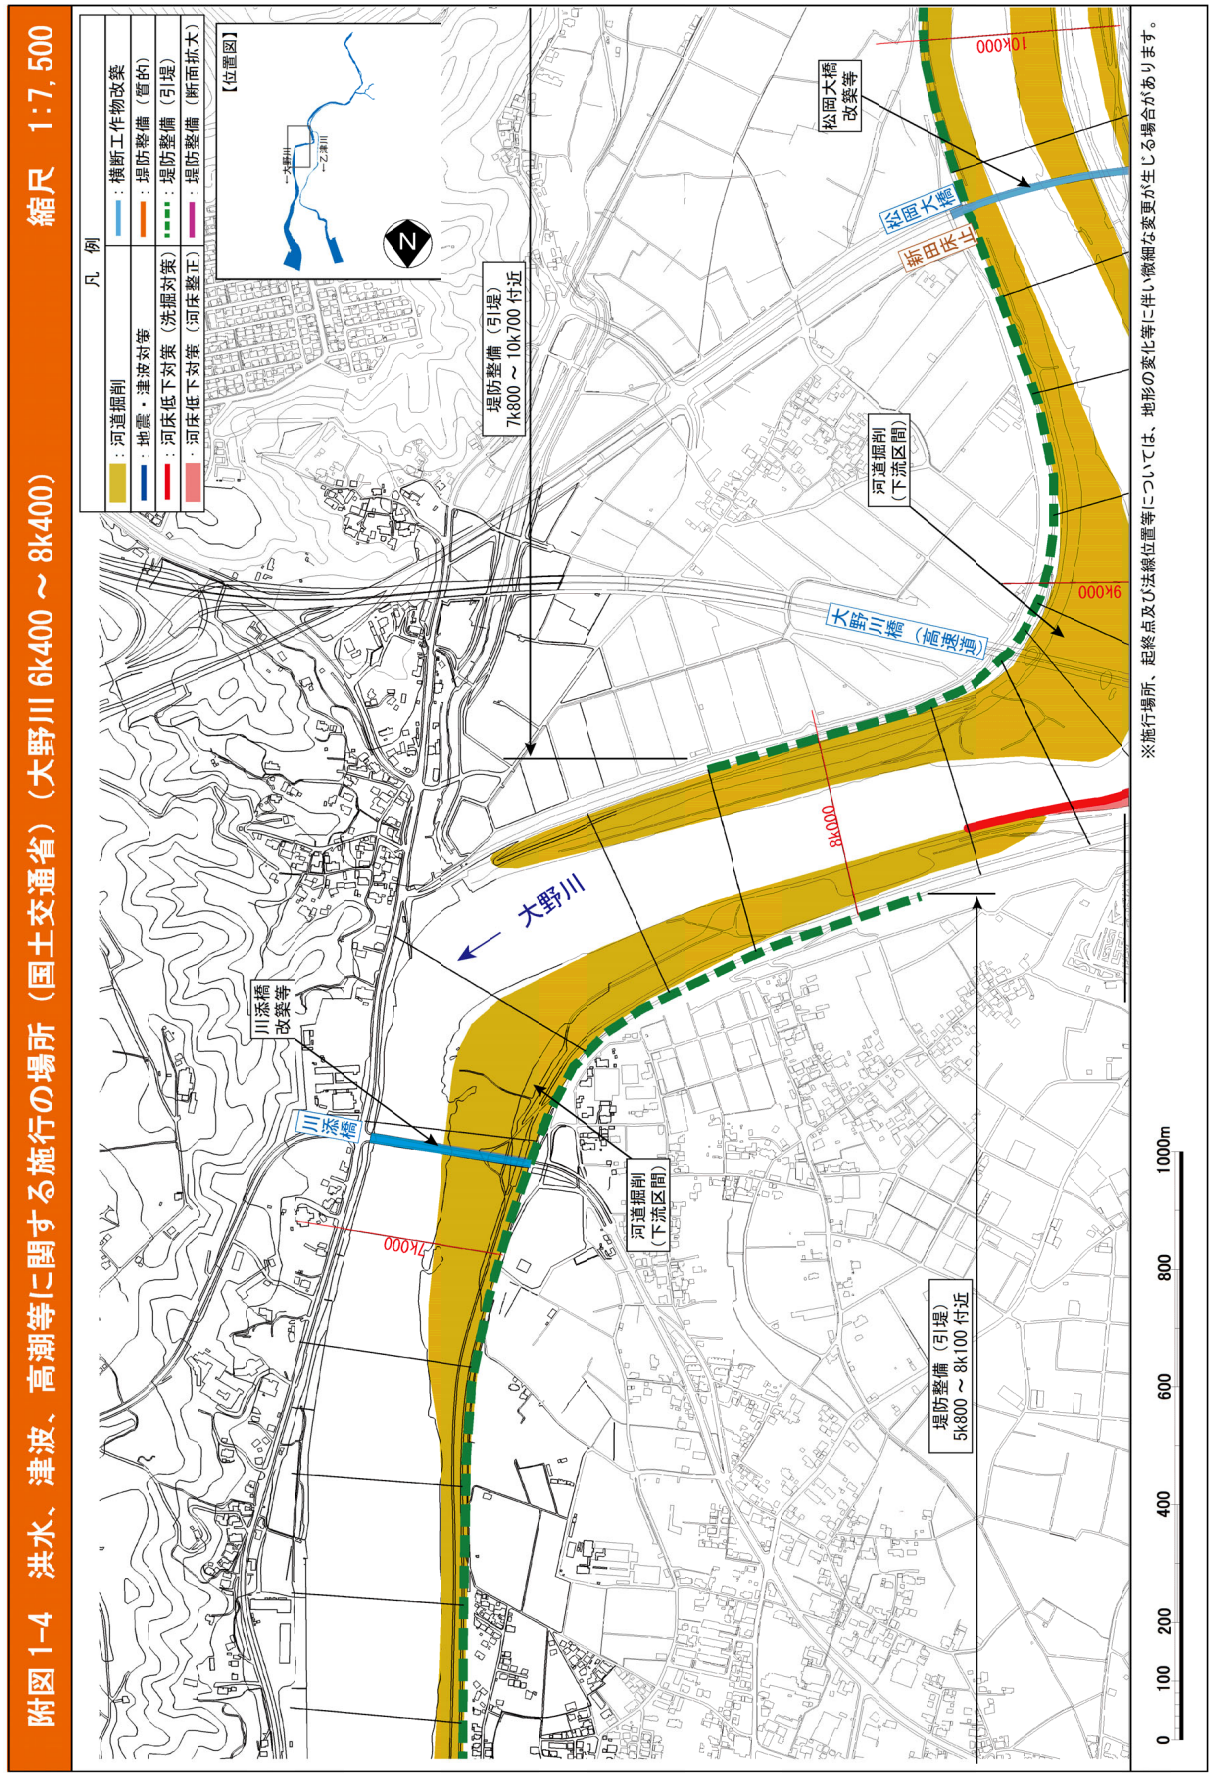 附図 1-4 洪水、津波、高潮等に関する施行の場所（国土交通省）（大野川 6k400 ～ 8k400） 縮尺 1:7,500
凡 例
：河道掘削
：横断工作物改築
：地震・津波対策
：堤防整備（質的）
：河床低下対策（洗掘対策）
：堤防整備（引堤）
：河床低下対策（河床整正）
：堤防整備（断面拡大）
【位置図】
←大野川
←乙津川
N
堤防整備（引堤）
7k800 ～ 10k700 付近
松岡大橋
改築等
松岡大橋
新田床止
10k000
河道掘削
（下流区間）
9k000
大野川橋（高速道）
8k000
大野川
川添橋
改築等
川添橋
7k000
河道掘削
（下流区間）
堤防整備（引堤）
5k800 ～ 8k100 付近
※施行場所、起終点及び法線位置等については、地形の変化等に伴い微細な変更が生じる場合があります。
0 100 200 400 600 800 1000m